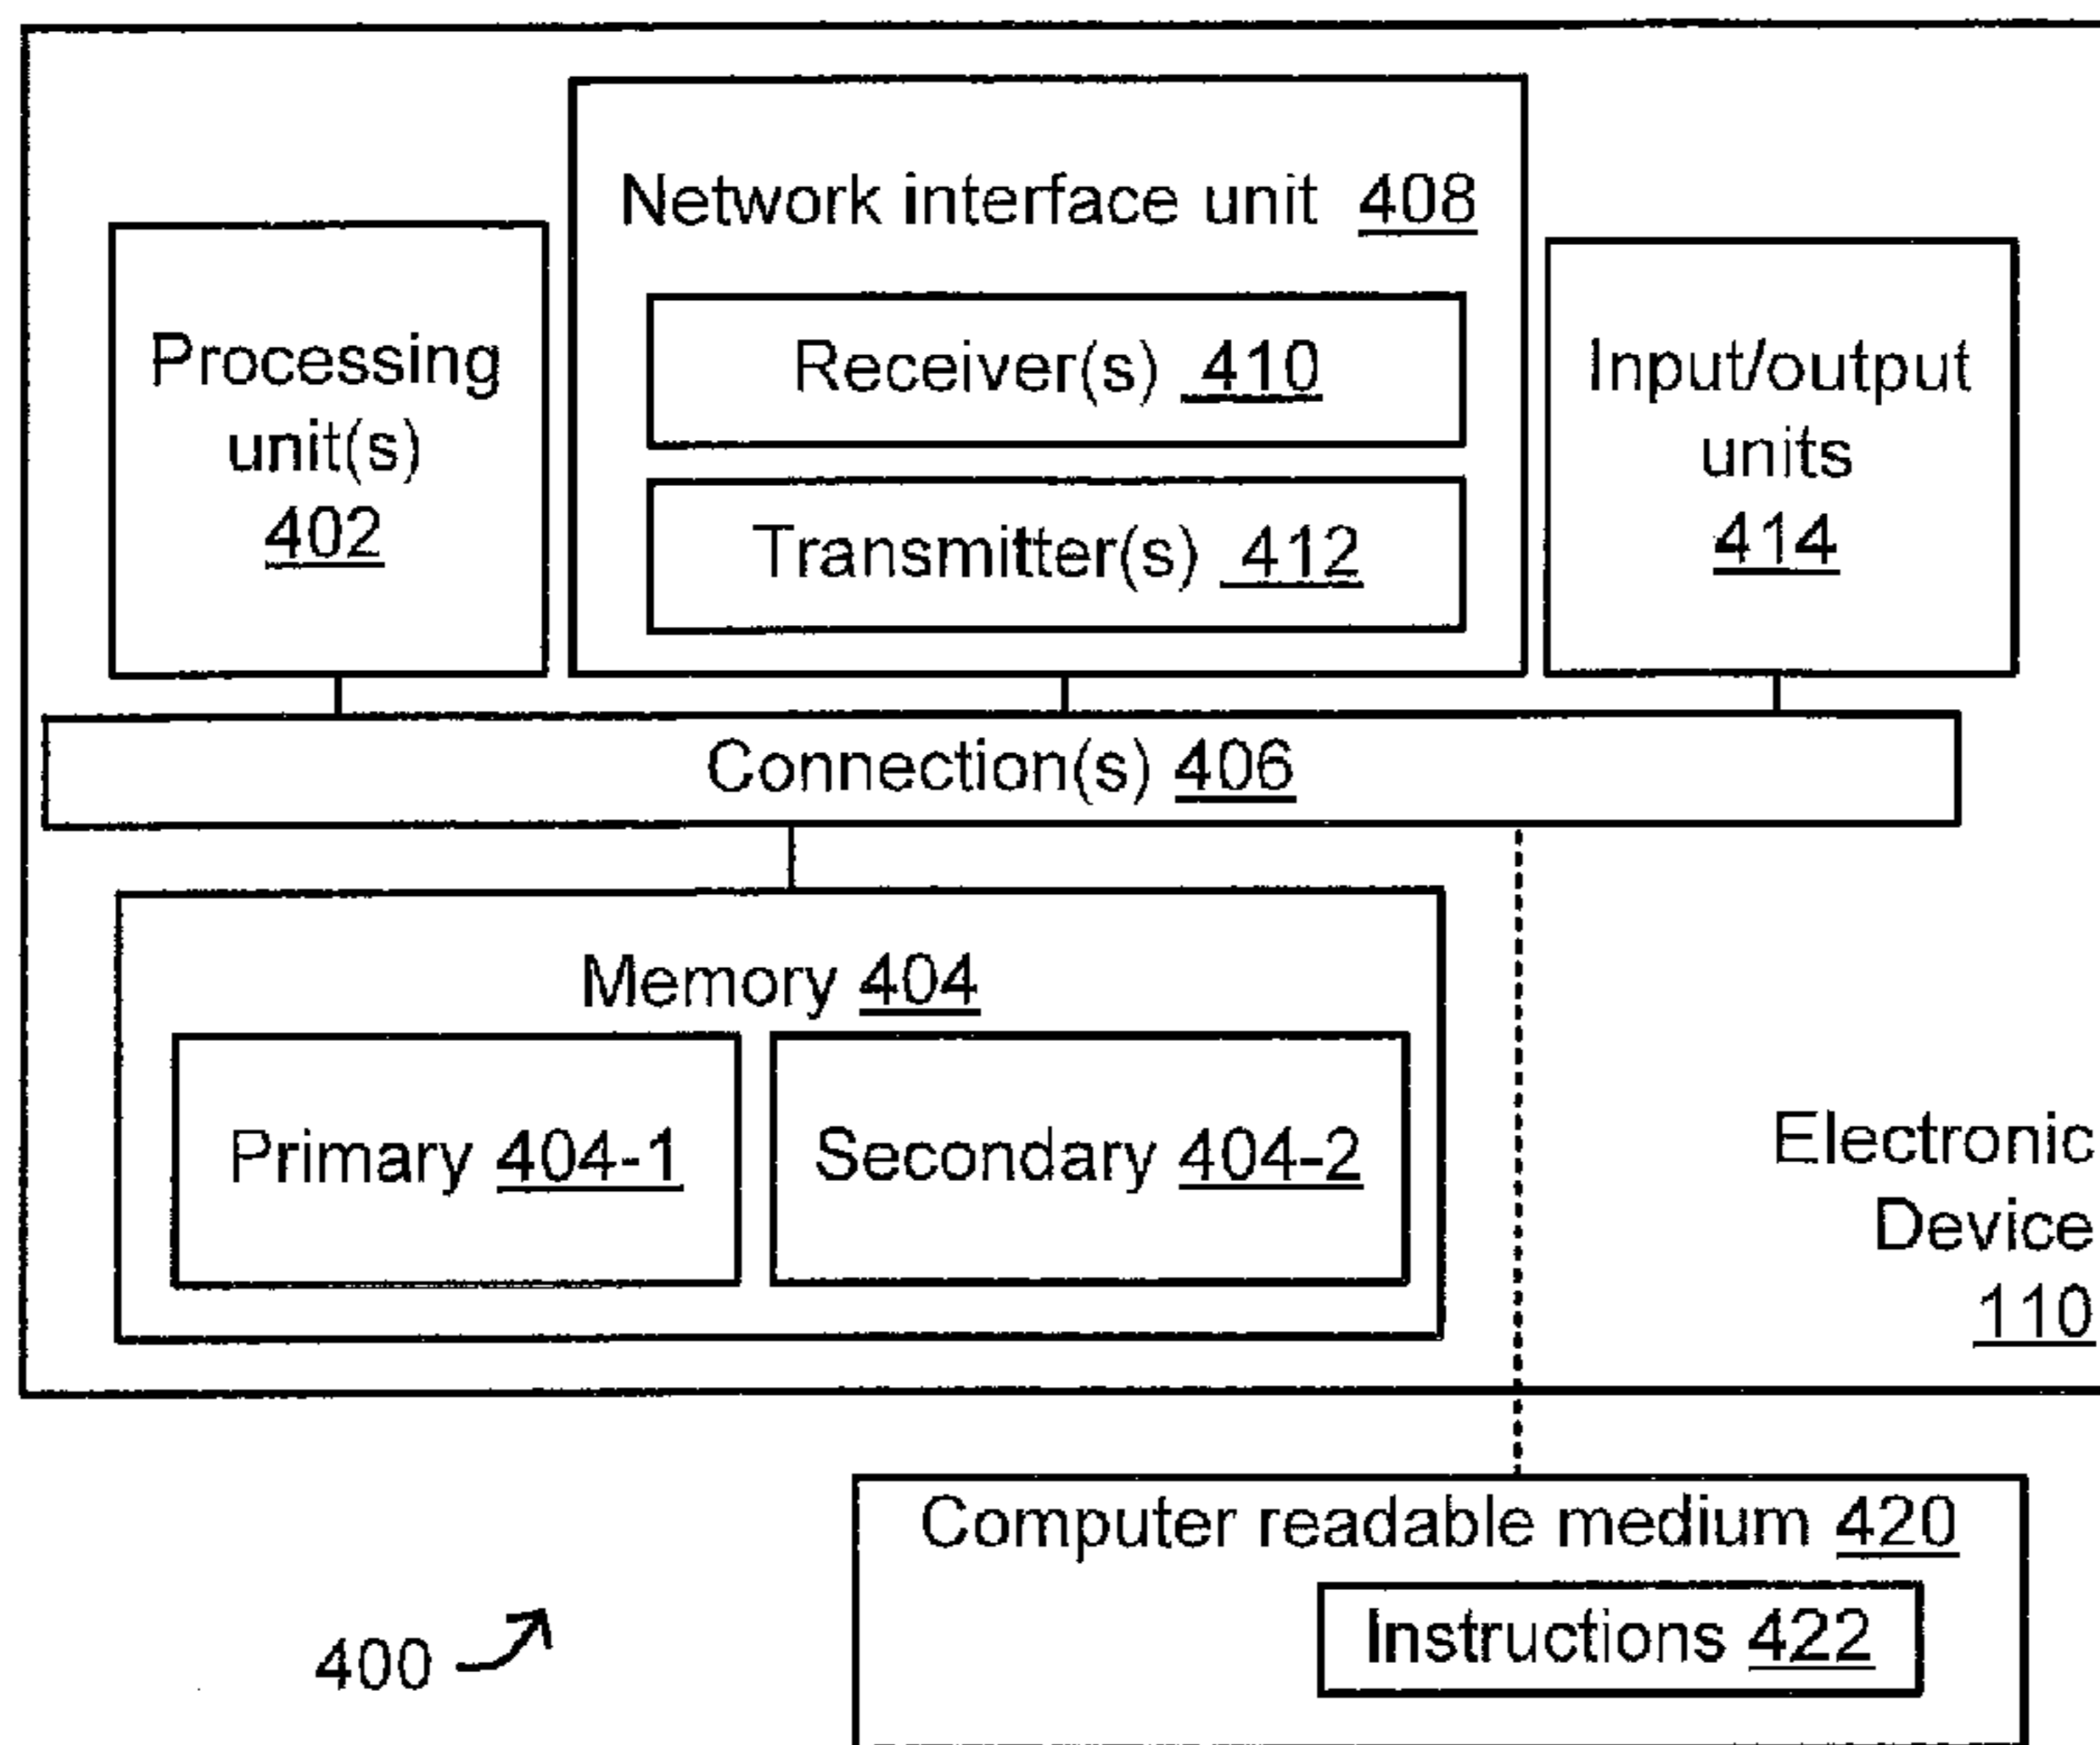 Network interface unit 408
Processing
unit(s)
402
Receiver(s) 410
Transmitter(s) 412
Input/output
units
414
Connection(s) 406
Memory 404
Primary 404-1
Secondary 404-2
Electronic
Device
110
Computer readable medium 420
Instructions 422
400